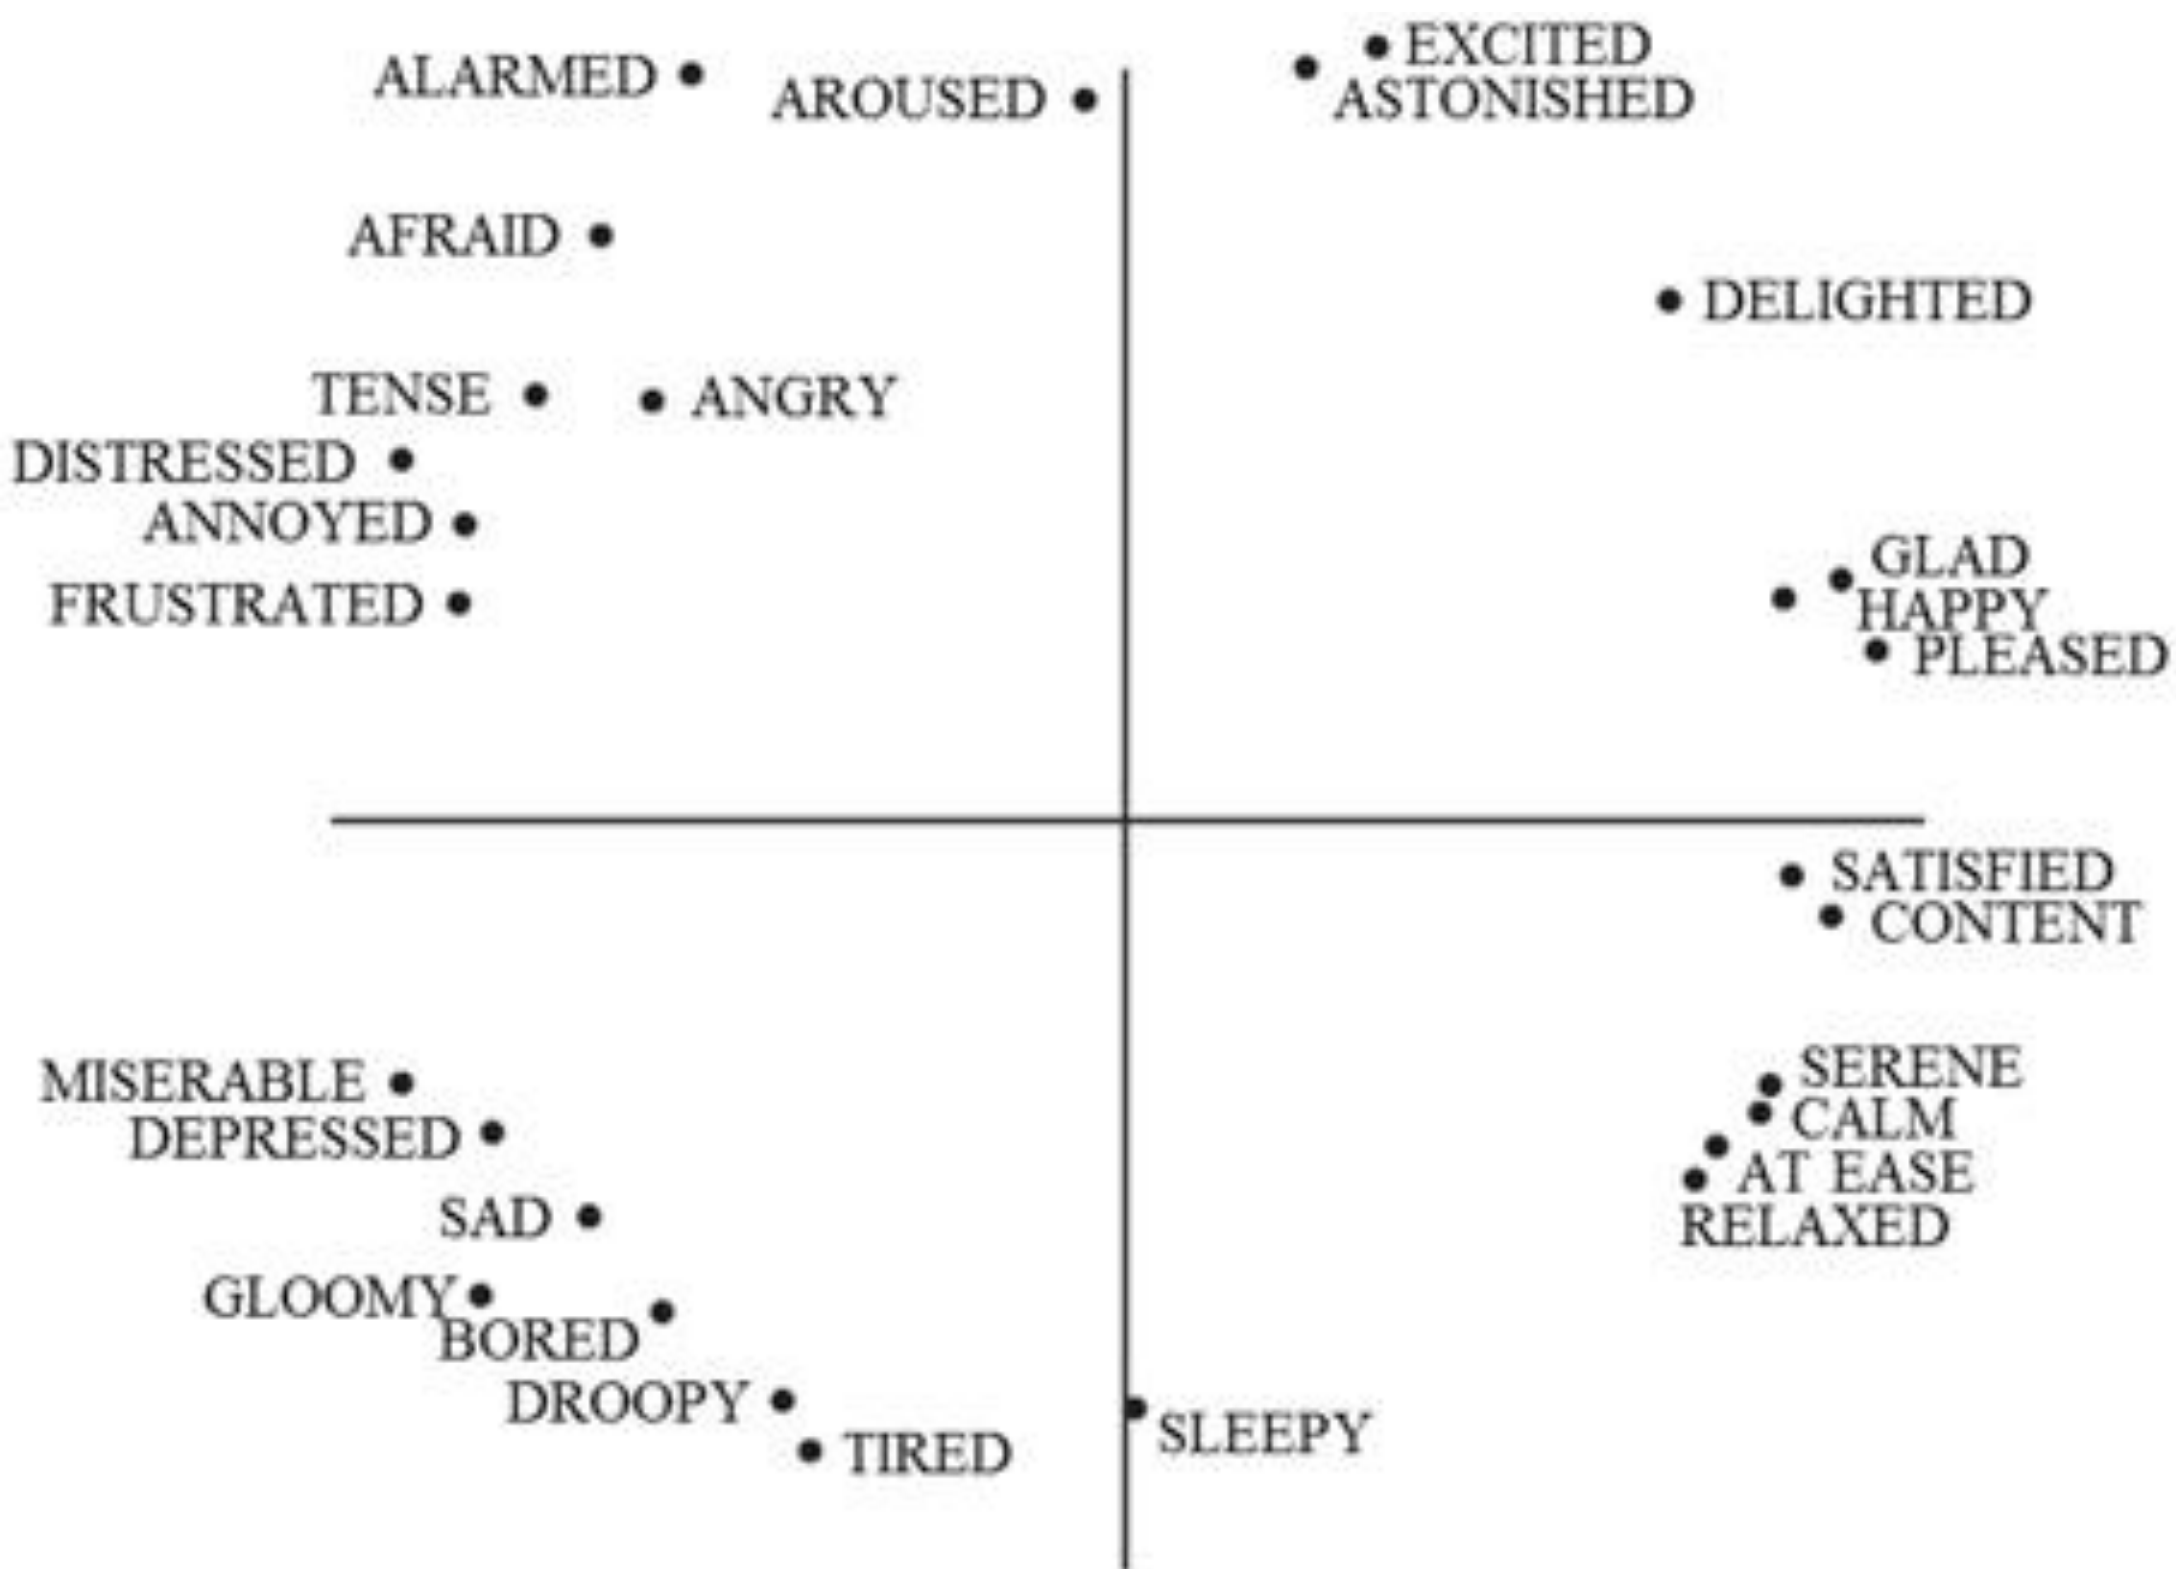 EXCITED
ALARMED
AROUSED
ASTONISHED
AFRAID
DELIGHTED
TENSE
ANGRY
DISTRESSED
ANNOYED
GLAD
FRUSTRATED
HAPPY
PLEASED
SATISFIED
CONTENT
MISERABLE
SERENE
DEPRESSED
CALM
AT EASE
SAD
RELAXED
GLOOMY
BORED
DROOPY
SLEEPY
TIRED